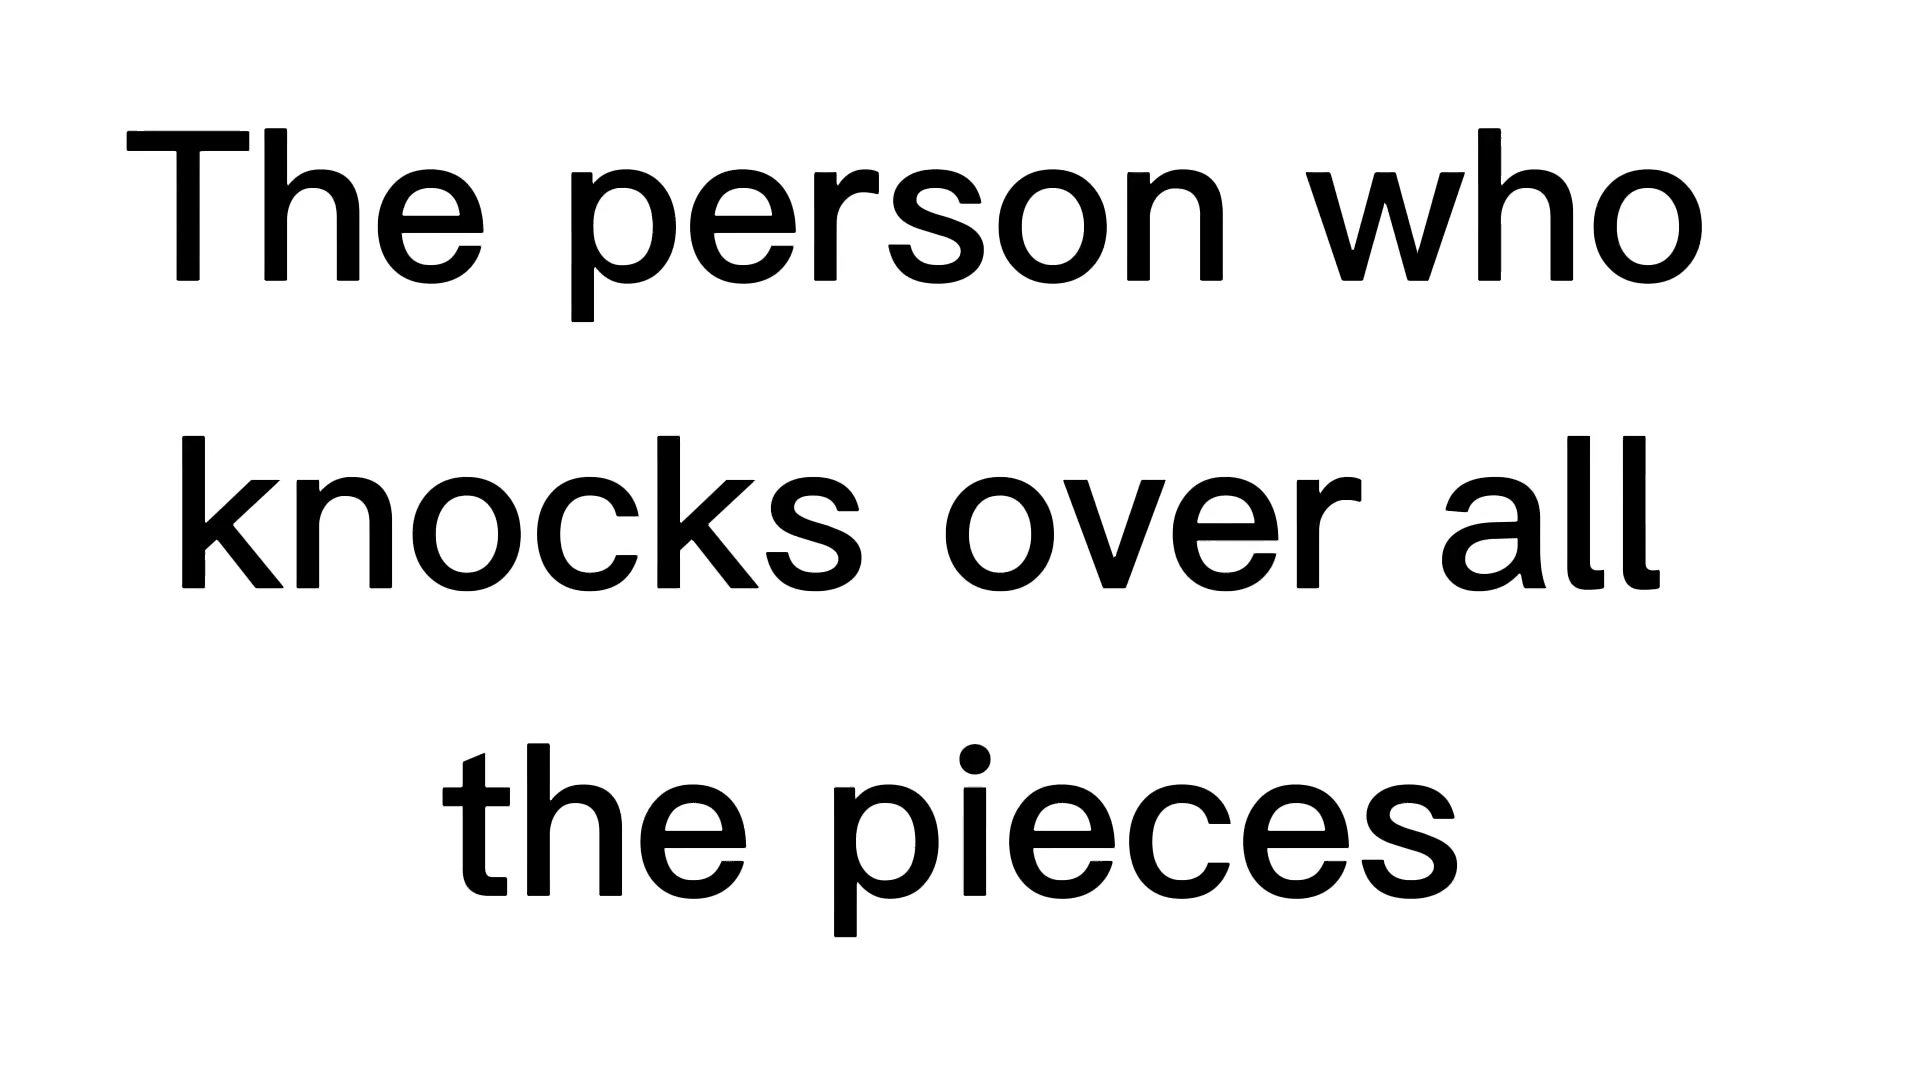 The person who
knocks over all
the pieces